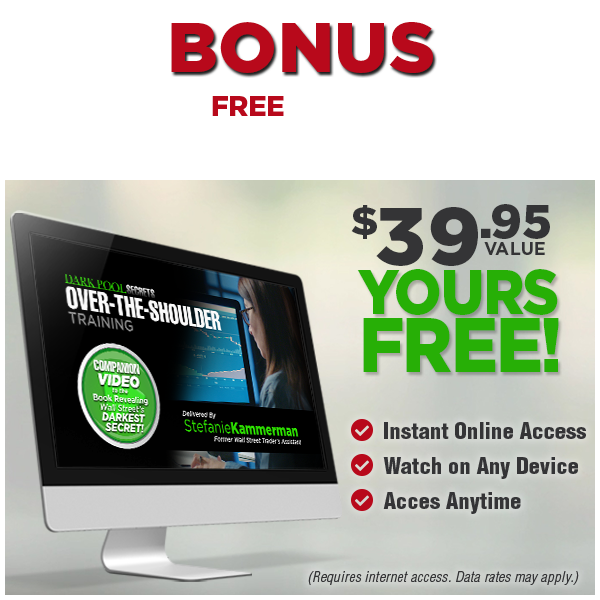 BONUS
FREE
$39.95
VALUE
YOURS
FREE!
DARK POOL SECRETS
OVER-THE-SHOULDER
TRAINING
COMPANION
VIDEO
to the
Book Revealing
Wall Street's
DARKEST
SECRET!
Delivered By
StefanieKammerman
Former Wall Street Trader's Assistant
Instant Online Access
Watch on Any Device
Acces Anytime
(Requires internet access. Data rates may apply.)